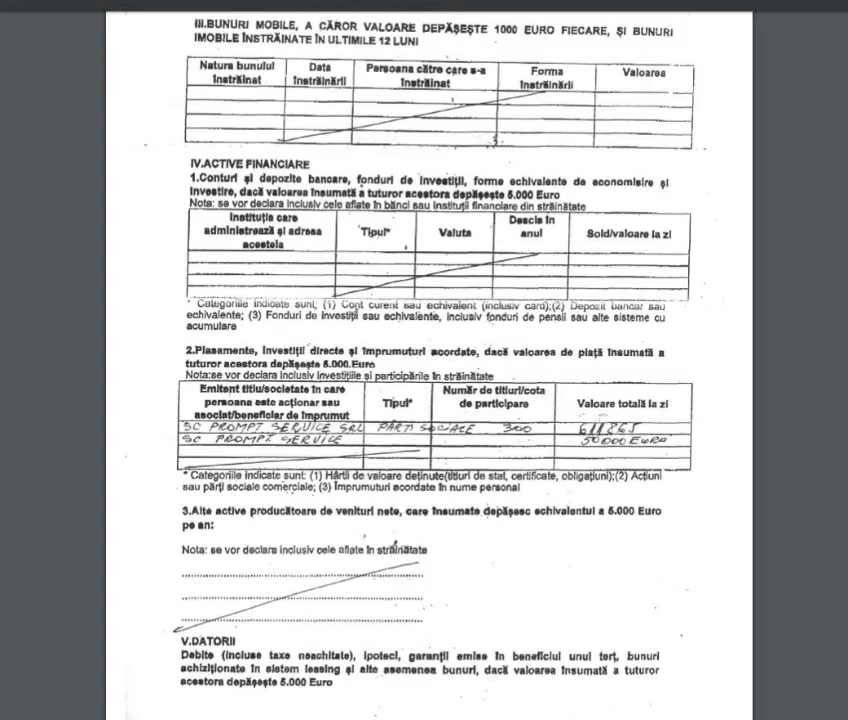 III.BUNURI MOBILE, A CĂROR VALOARE DEPĂȘEȘTE 1000 EURO FIECARE, ȘI BUNURI
IMOBILE ÎNSTRĂINATE ÎN ULTIMILE 12 LUNI
Natura bunului înstrăinat
Data înstrăinării
Persoana către care s-a înstrăinat
Forma înstrăinării
Valoarea
IV.ACTIVE FINANCIARE
1.Conturi și depozite bancare, fonduri de investiții, forme echivalente de economisire și
investire, dacă valoarea însumată a tuturor acestora depășește 5.000 Euro
Nota: se vor declara inclusiv cele aflate în bănci sau instituții financiare din străinătate
Instituția care administrează și adresa acesteia
Tipul*
Valuta
Descis în anul
Sold/valoare la zi
* Categoriile indicate sunt; (1) Cont curent sau echivalent (inclusiv card);(2) Depozit bancar sau
echivalente; (3) Fonduri de investiții sau echivalente, inclusiv fonduri de pensii sau alte sisteme cu
acumulare
2.Plasamente, investiții directe și împrumuturi acordate, dacă valoarea de piață însumată a
tuturor acestora depășește 5.000.Euro
Nota:se vor declara inclusiv investițiile și participările în străinătate
Emitent titlu/societate în care persoana este acționar sau asociat/beneficiar de împrumut
Tipul*
Număr de titluri/cota de participare
Valoare totală la zi
SC PROMPT SERVICE SRL PARTI SOCIALE 300 611865
SC PROMPT SERVICE 50000 EURO
* Categoriile indicate sunt: (1) Hârtii de valoare deținute(titluri de stat, certificate, obligațiuni);(2) Acțiuni
sau părți sociale comerciale; (3) Împrumuturi acordate în nume personal
3.Alte active producătoare de venituri nete, care însumate depășesc echivalentul a 5.000 Euro
pe an:
Nota: se vor declara inclusiv cele aflate în străinătate
V.DATORII
Debite (incluse taxe neachitate), ipoteci, garanții emise în beneficiul unui terț, bunuri
achiziționate în sistem leasing și alte asemenea bunuri, dacă valoarea însumată a tuturor
acestora depășește 5.000 Euro